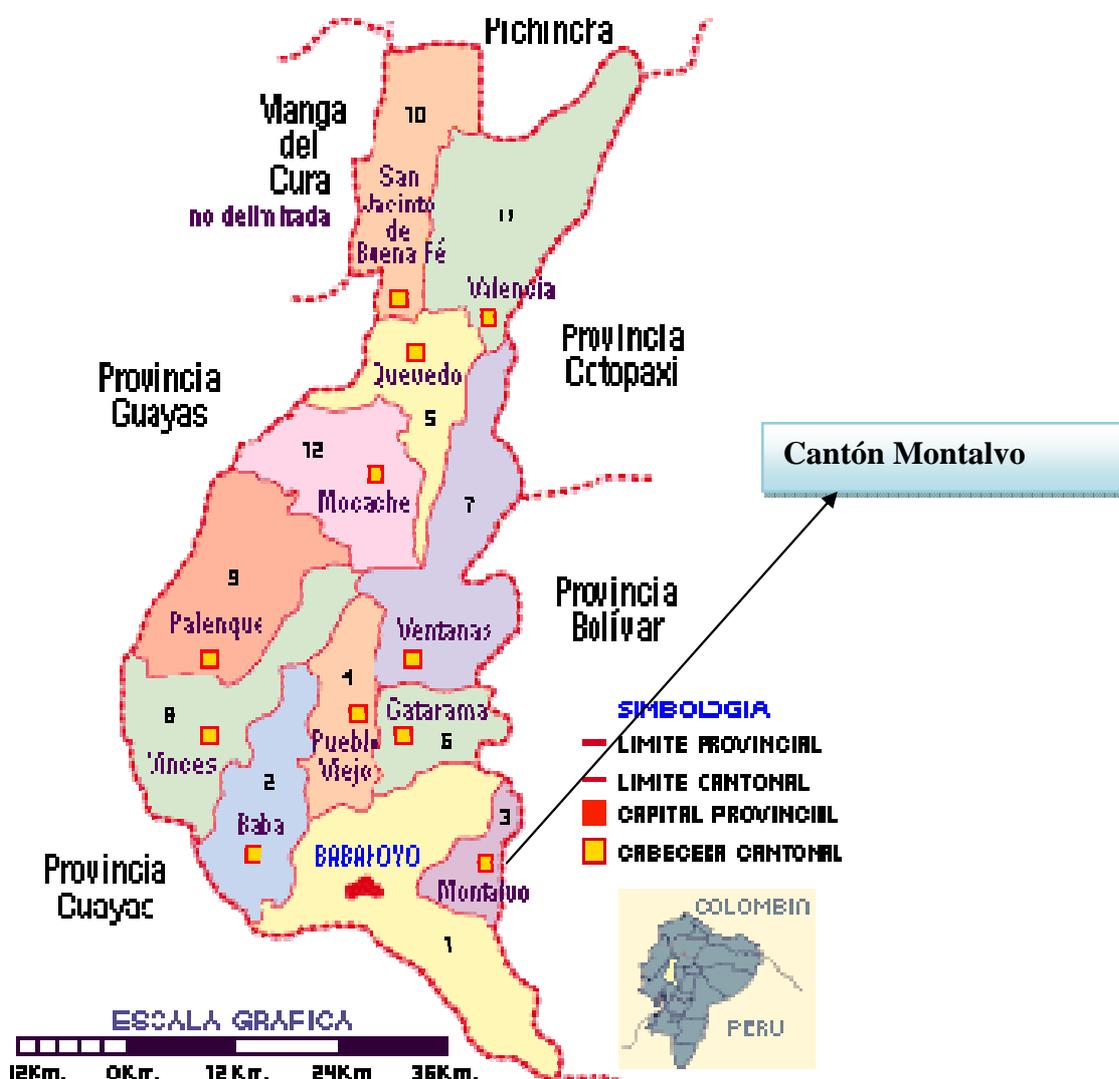 Pichincha
10
Manga
del
Cura
no delimitada
San
Jacinto
de
Buena Fé
11
Valencia
Provincia
Cotopaxi
Quevedo
Provincia
Guayas
5
12
Mocache
7
Cantón Montalvo
9
Palenque
Provincia
Bolívar
Ventanas
4
Catarama
6
Pueblo
Viejo
8
Vinces
2
Baba
3
SIMBOLOGIA
LIMITE PROVINCIAL
LIMITE CANTONAL
CAPITAL PROVINCIAL
CABECERA CANTONAL
BABAHOYO
Montalvo
Provincia
Guayas
1
COLOMBIA
PERU
ESCALA GRAFICA
12Km. 0Km. 12Km. 24Km 36Km.